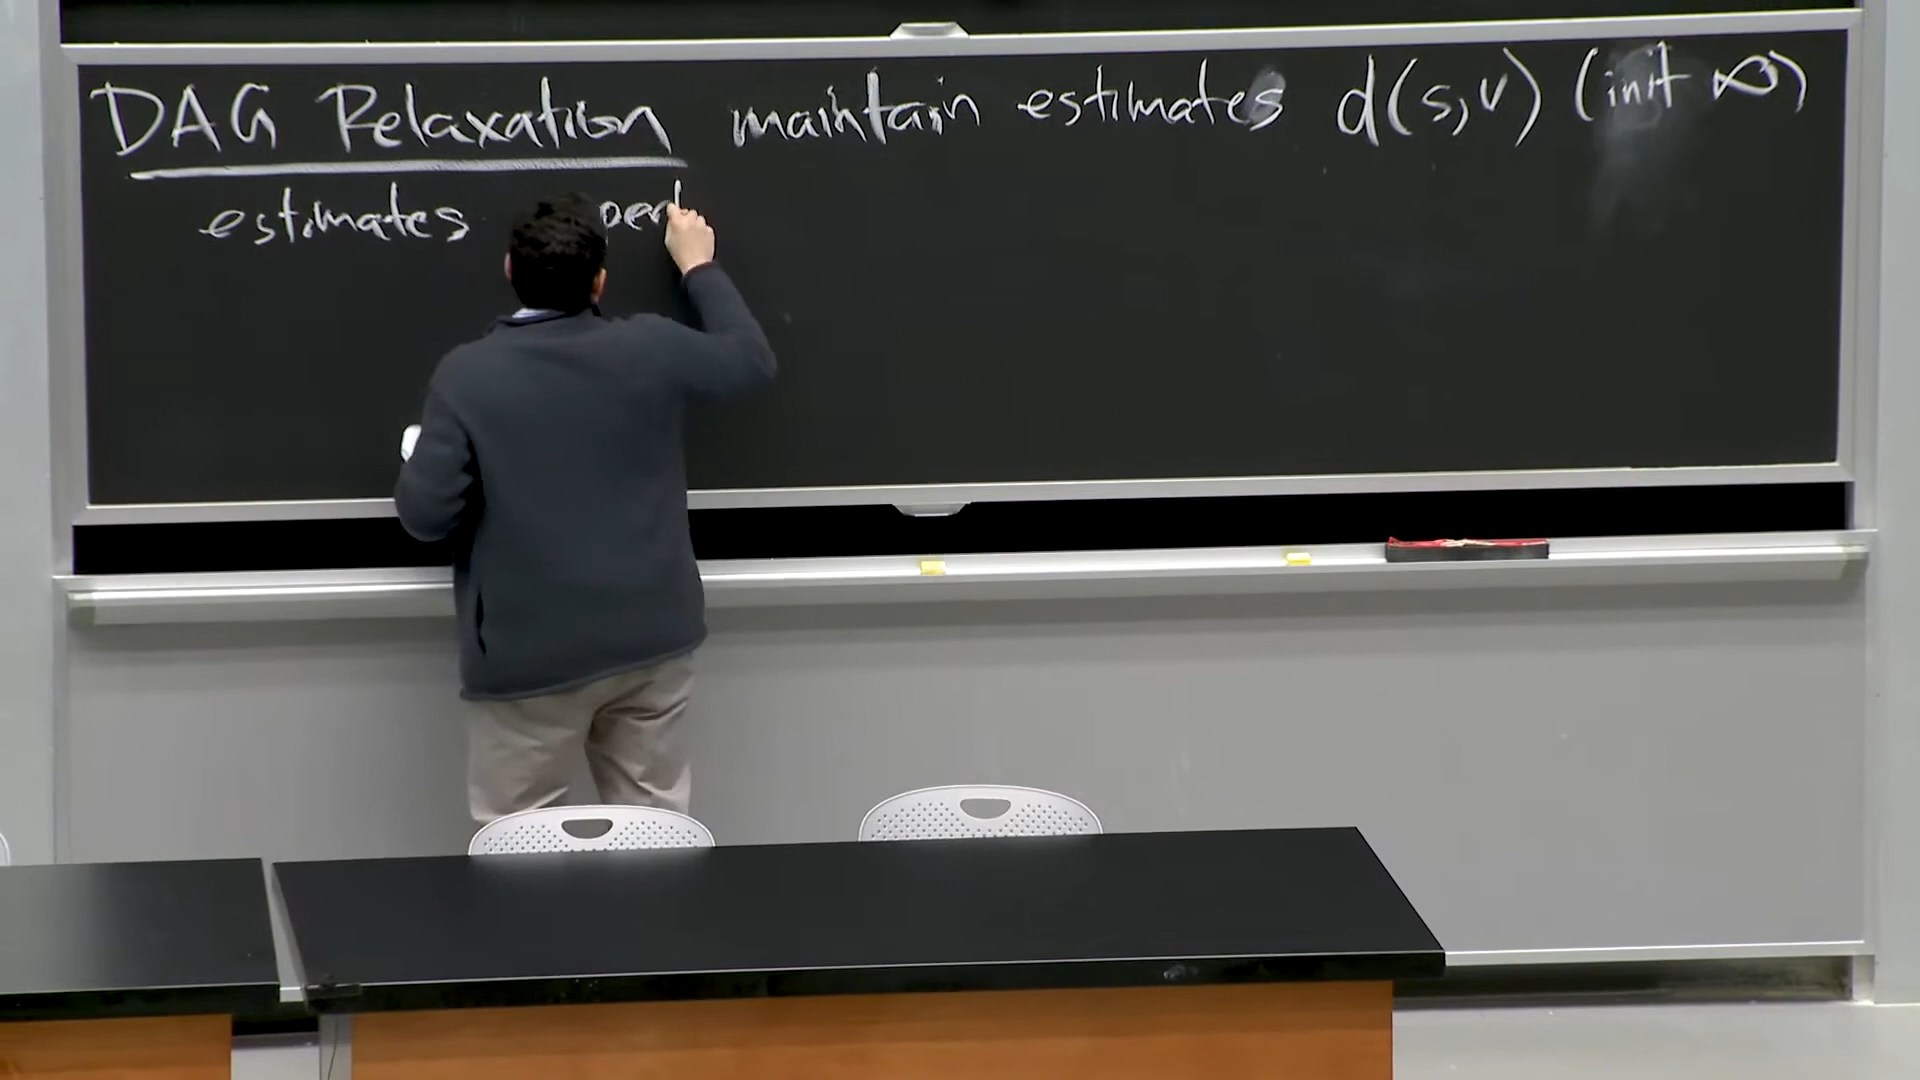 DAG Relaxation maintain estimates d(s,v) (init ∞)
estimates